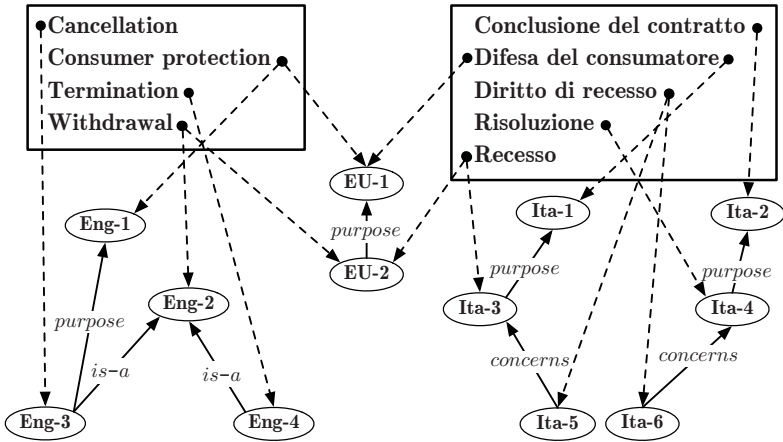 Cancellation
Consumer protection
Termination
Withdrawal
Conclusione del contratto
Difesa del consumatore
Diritto di recesso
Risoluzione
Recesso
EU-1
Eng-1
Ita-1
Ita-2
purpose
EU-2
purpose
purpose
Eng-2
Ita-3
Ita-4
purpose
concerns
concerns
is-a
is-a
Eng-3
Eng-4
Ita-5
Ita-6